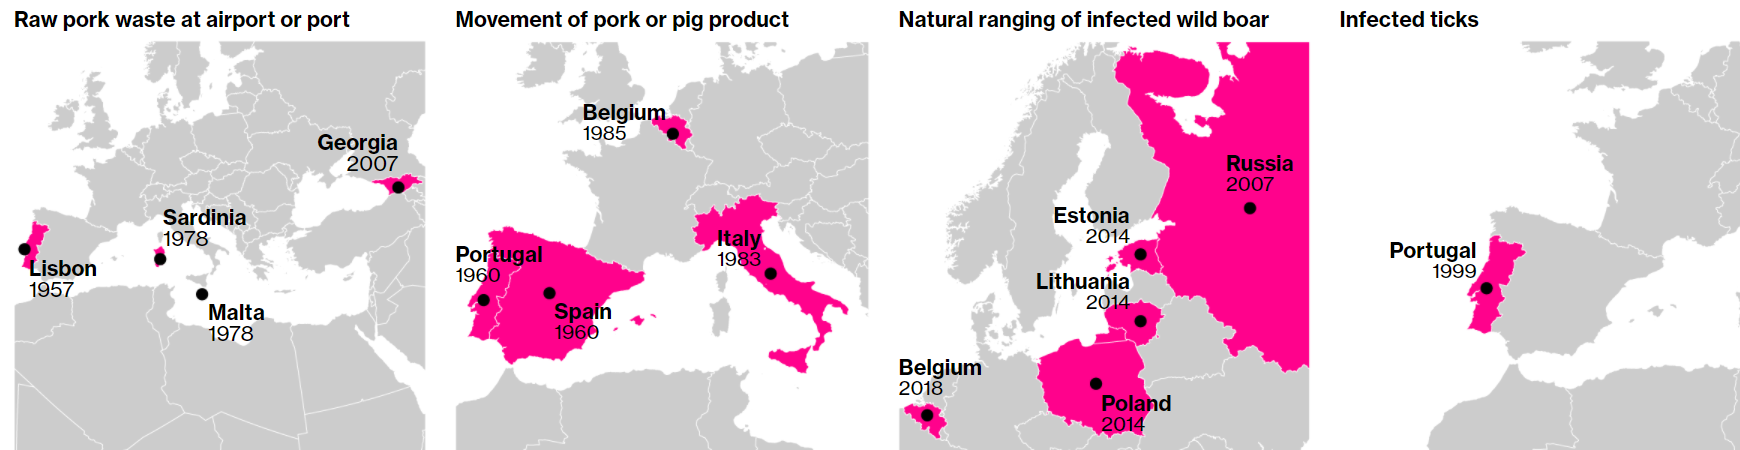 Raw pork waste at airport or port
Georgia
2007
Sardinia
1978
Lisbon
1957
Malta
1978
Movement of pork or pig product
Belgium
1985
Portugal
1960
Italy
1983
Spain
1960
Natural ranging of infected wild boar
Russia
2007
Estonia
2014
Lithuania
2014
Belgium
2018
Poland
2014
Infected ticks
Portugal
1999